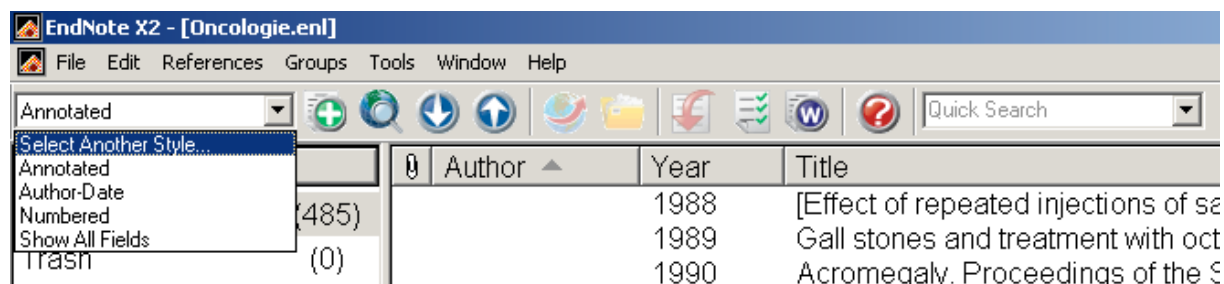 EndNote X2 - [Oncologie.enl]
File Edit References Groups Tools Window Help
Annotated Quick Search
Select Another Style...
Annotated
Author-Date
Numbered
Show All Fields
(485)
Trash (0)
Author Year Title
1988 [Effect of repeated injections of sa
1989 Gall stones and treatment with oct
1990 Acromegaly. Proceedings of the S